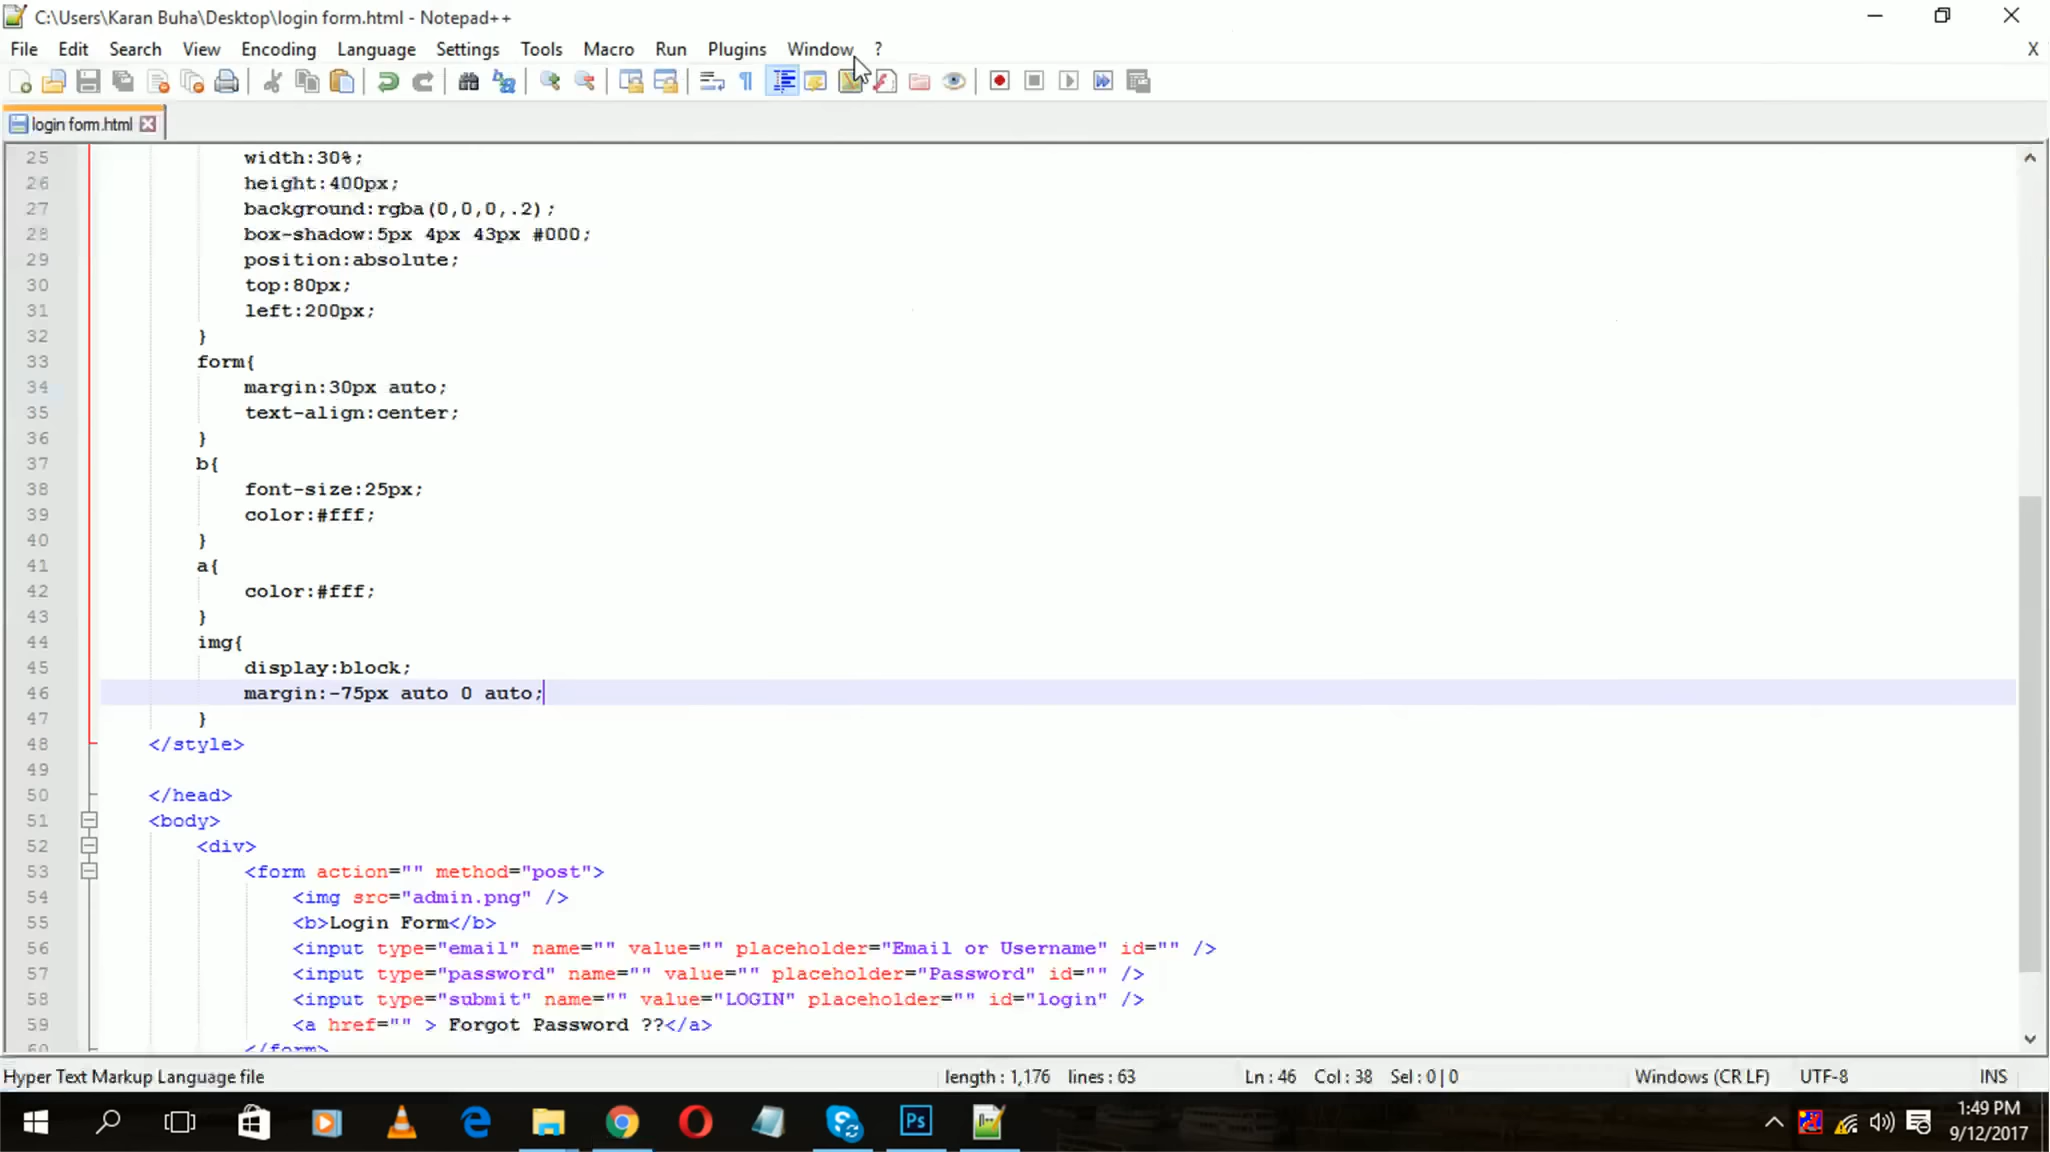 C:\Users\Karan Buha\Desktop\login form.html - Notepad++
File Edit Search View Encoding Language Settings Tools Macro Run Plugins Window ? X
login form.html
25 width:30%;
26 height:400px;
27 background:rgba(0,0,0,.2);
28 box-shadow:5px 4px 43px #000;
29 position:absolute;
30 top:80px;
31 left:200px;
32 }
33 form{
34 margin:30px auto;
35 text-align:center;
36 }
37 b{
38 font-size:25px;
39 color:#fff;
40 }
41 a{
42 color:#fff;
43 }
44 img{
45 display:block;
46 margin:-75px auto 0 auto;
47 }
48 </style>
49
50 </head>
51 <body>
52 <div>
53 <form action="" method="post">
54 <img src="admin.png" />
55 <b>Login Form</b>
56 <input type="email" name="" value="" placeholder="Email or Username" id="" />
57 <input type="password" name="" value="" placeholder="Password" id="" />
58 <input type="submit" name="" value="LOGIN" placeholder="" id="login" />
59 <a href="" > Forgot Password ??</a>
60 </form>
Hyper Text Markup Language file length : 1,176 lines : 63 Ln : 46 Col : 38 Sel : 0 | 0 Windows (CR LF) UTF-8 INS
Ps
1:49 PM
9/12/2017